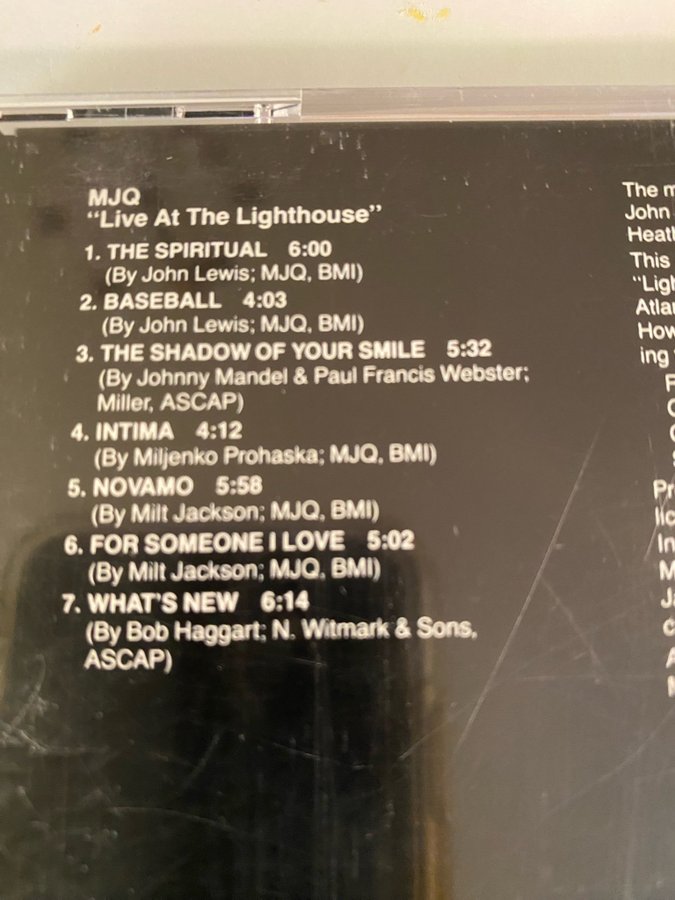 MJQ
“Live At The Lighthouse”
1. THE SPIRITUAL 6:00
(By John Lewis; MJQ, BMI)
2. BASEBALL 4:03
(By John Lewis; MJQ, BMI)
3. THE SHADOW OF YOUR SMILE 5:32
(By Johnny Mandel & Paul Francis Webster;
Miller, ASCAP)
4. INTIMA 4:12
(By Miljenko Prohaska; MJQ, BMI)
5. NOVAMO 5:58
(By Milt Jackson; MJQ, BMI)
6. FOR SOMEONE I LOVE 5:02
(By Milt Jackson; MJQ, BMI)
7. WHAT'S NEW 6:14
(By Bob Haggart; N. Witmark & Sons,
ASCAP)
The
John
This
ing